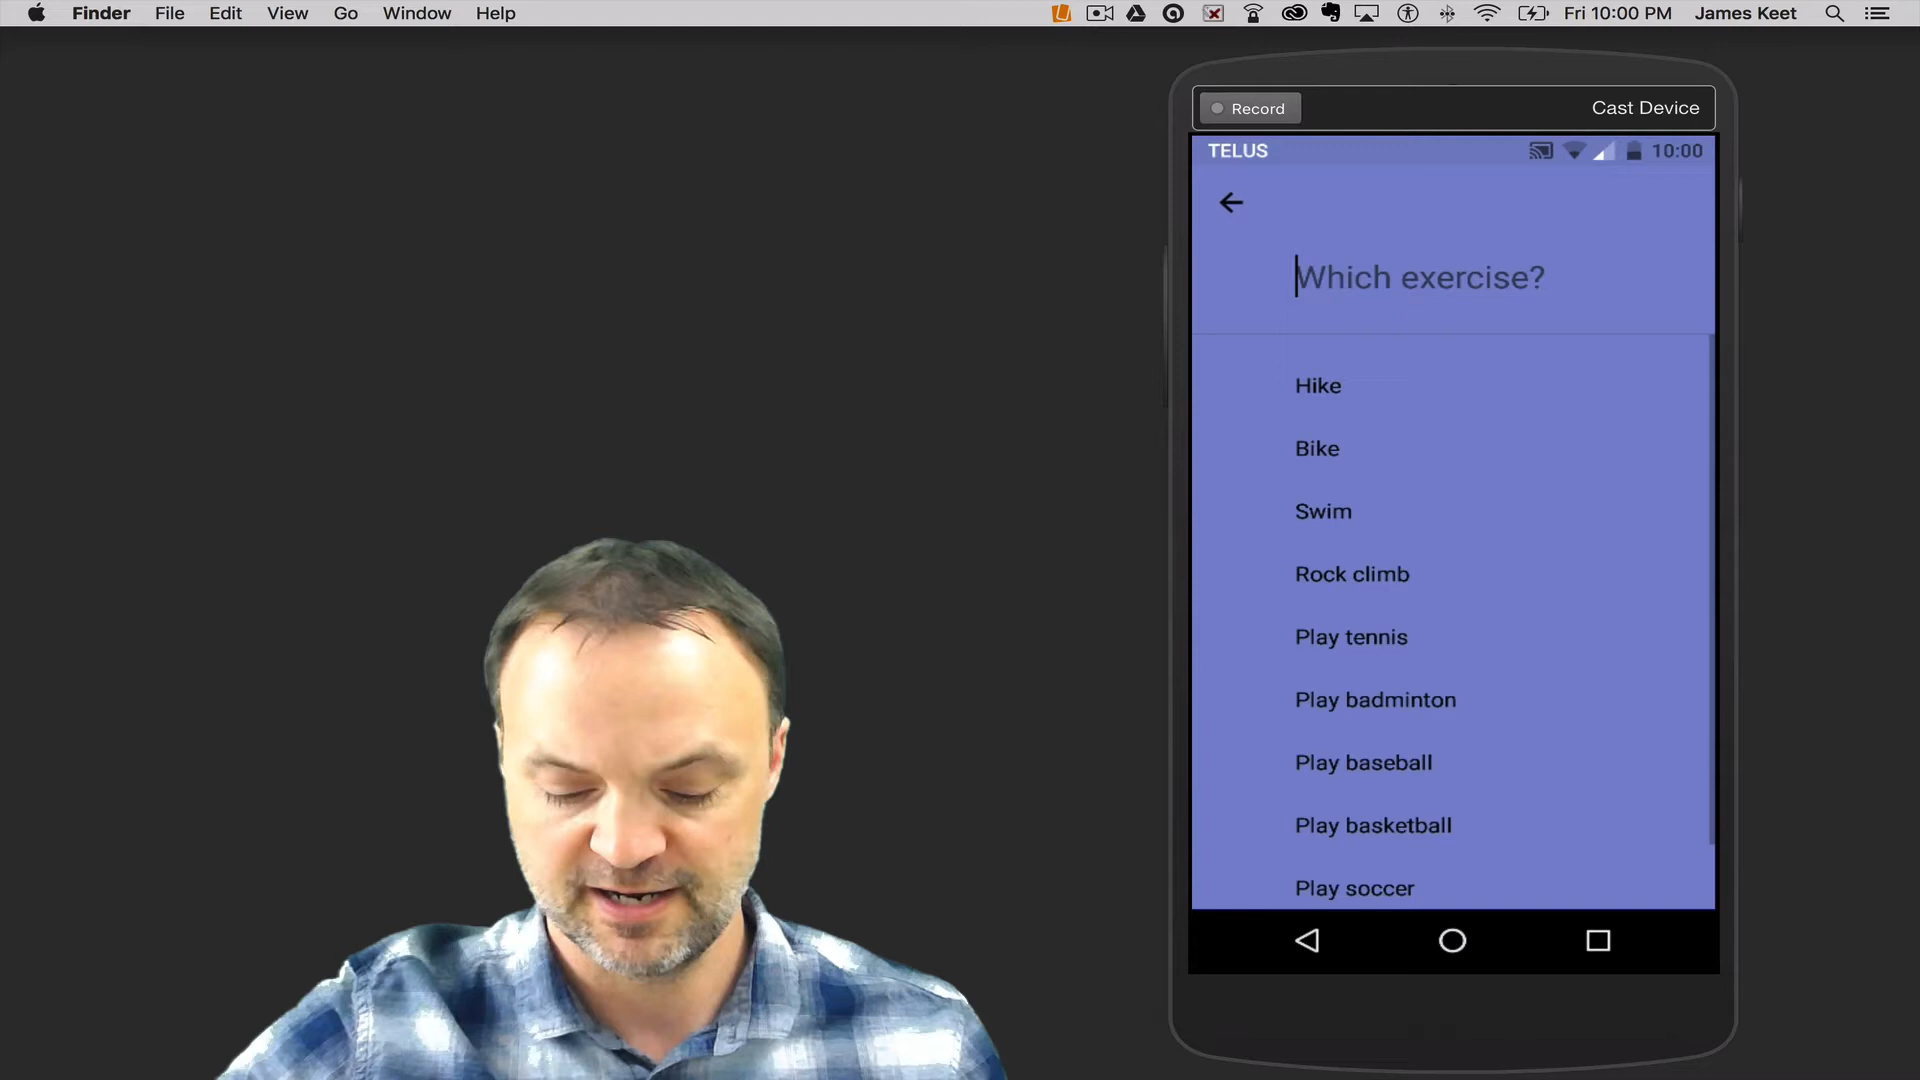 Finder File Edit View Go Window Help Fri 10:00 PM James Keet
Record Cast Device
TELUS 10:00
Which exercise?
Hike
Bike
Swim
Rock climb
Play tennis
Play badminton
Play baseball
Play basketball
Play soccer